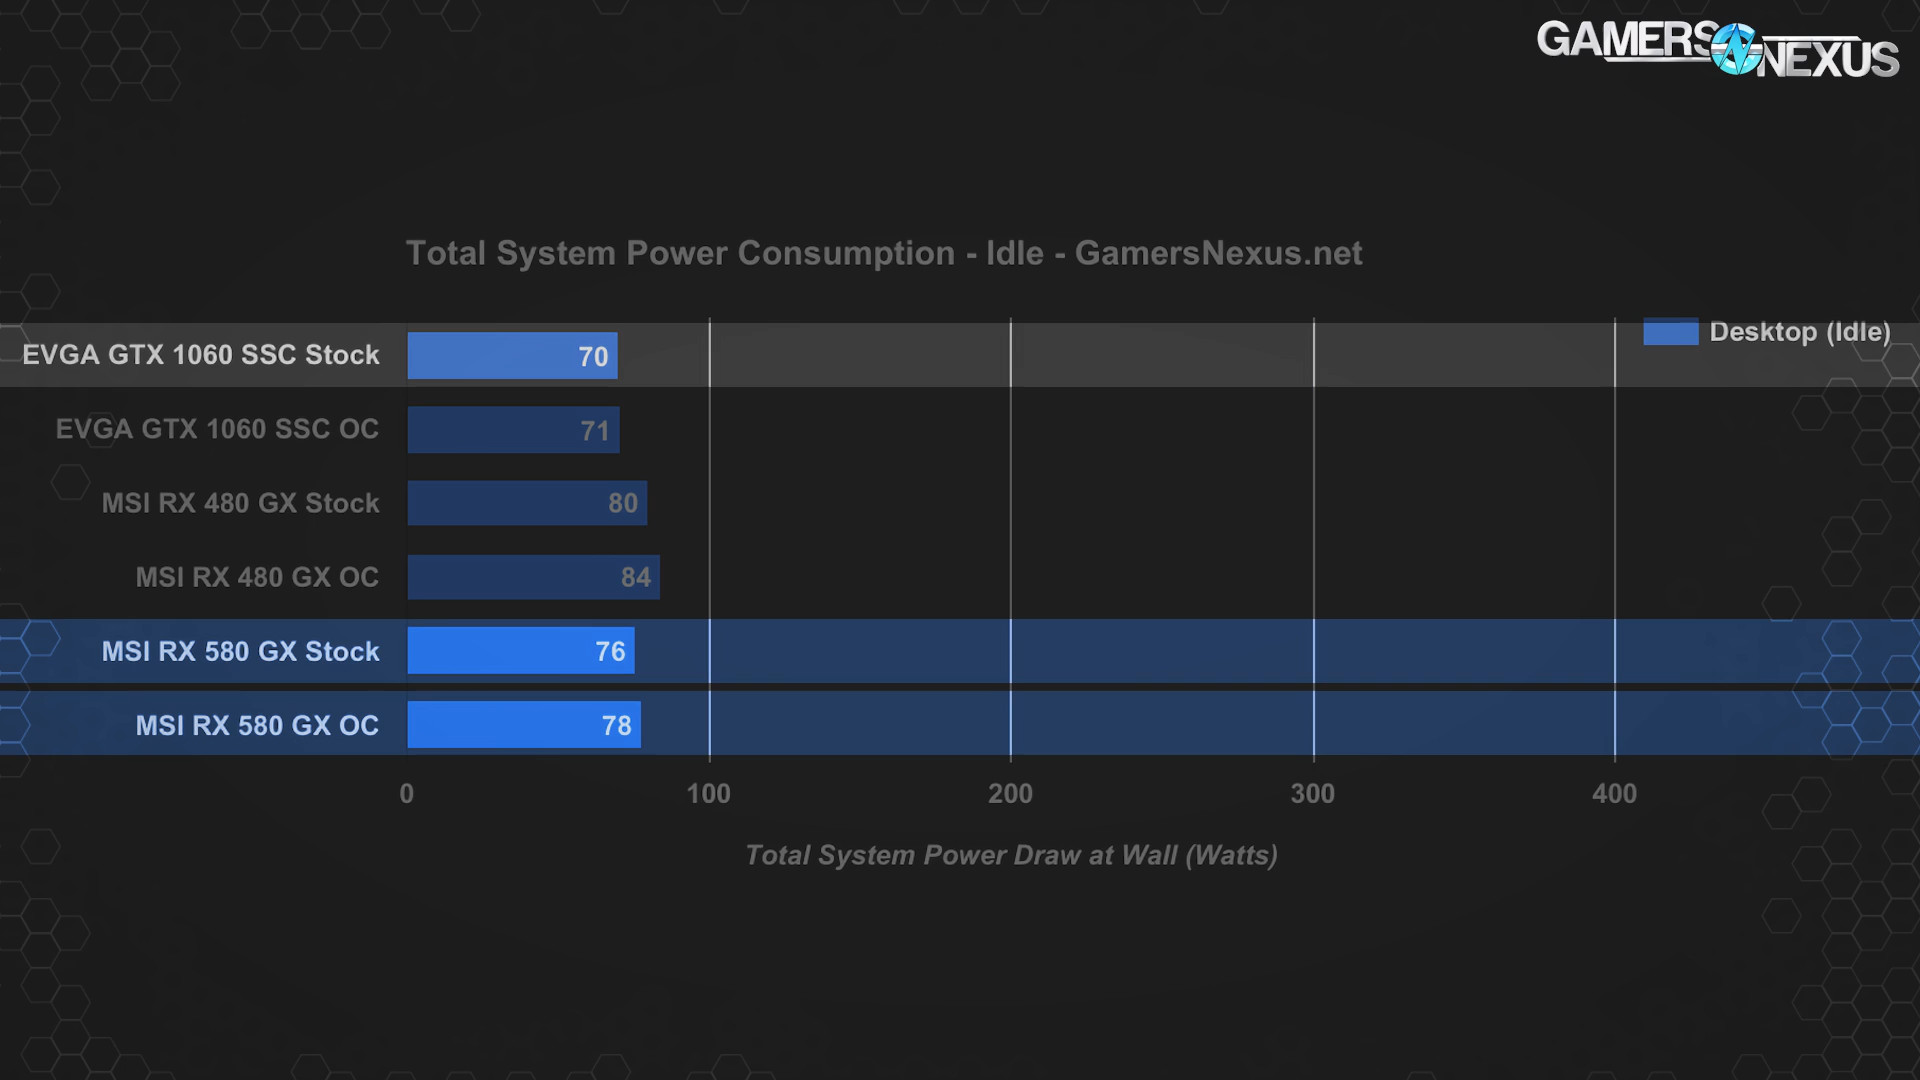 GAMERS NEXUS
Total System Power Consumption - Idle - GamersNexus.net
Desktop (Idle)
EVGA GTX 1060 SSC Stock 70
EVGA GTX 1060 SSC OC 71
MSI RX 480 GX Stock 80
MSI RX 480 GX OC 84
MSI RX 580 GX Stock 76
MSI RX 580 GX OC 78
0 100 200 300 400
Total System Power Draw at Wall (Watts)